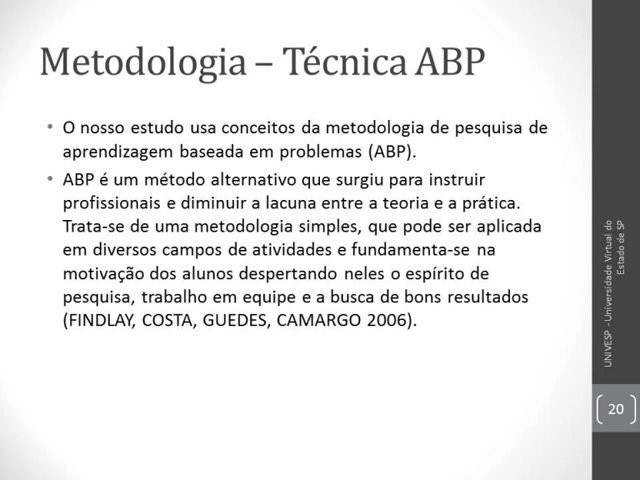 Metodologia – Técnica ABP
• O nosso estudo usa conceitos da metodologia de pesquisa de
aprendizagem baseada em problemas (ABP).
• ABP é um método alternativo que surgiu para instruir
profissionais e diminuir a lacuna entre a teoria e a prática.
Trata-se de uma metodologia simples, que pode ser aplicada
em diversos campos de atividades e fundamenta-se na
motivação dos alunos despertando neles o espírito de
pesquisa, trabalho em equipe e a busca de bons resultados
(FINDLAY, COSTA, GUEDES, CAMARGO 2006).
UNIVESP - Universidade Virtual do
Estado de SP
20